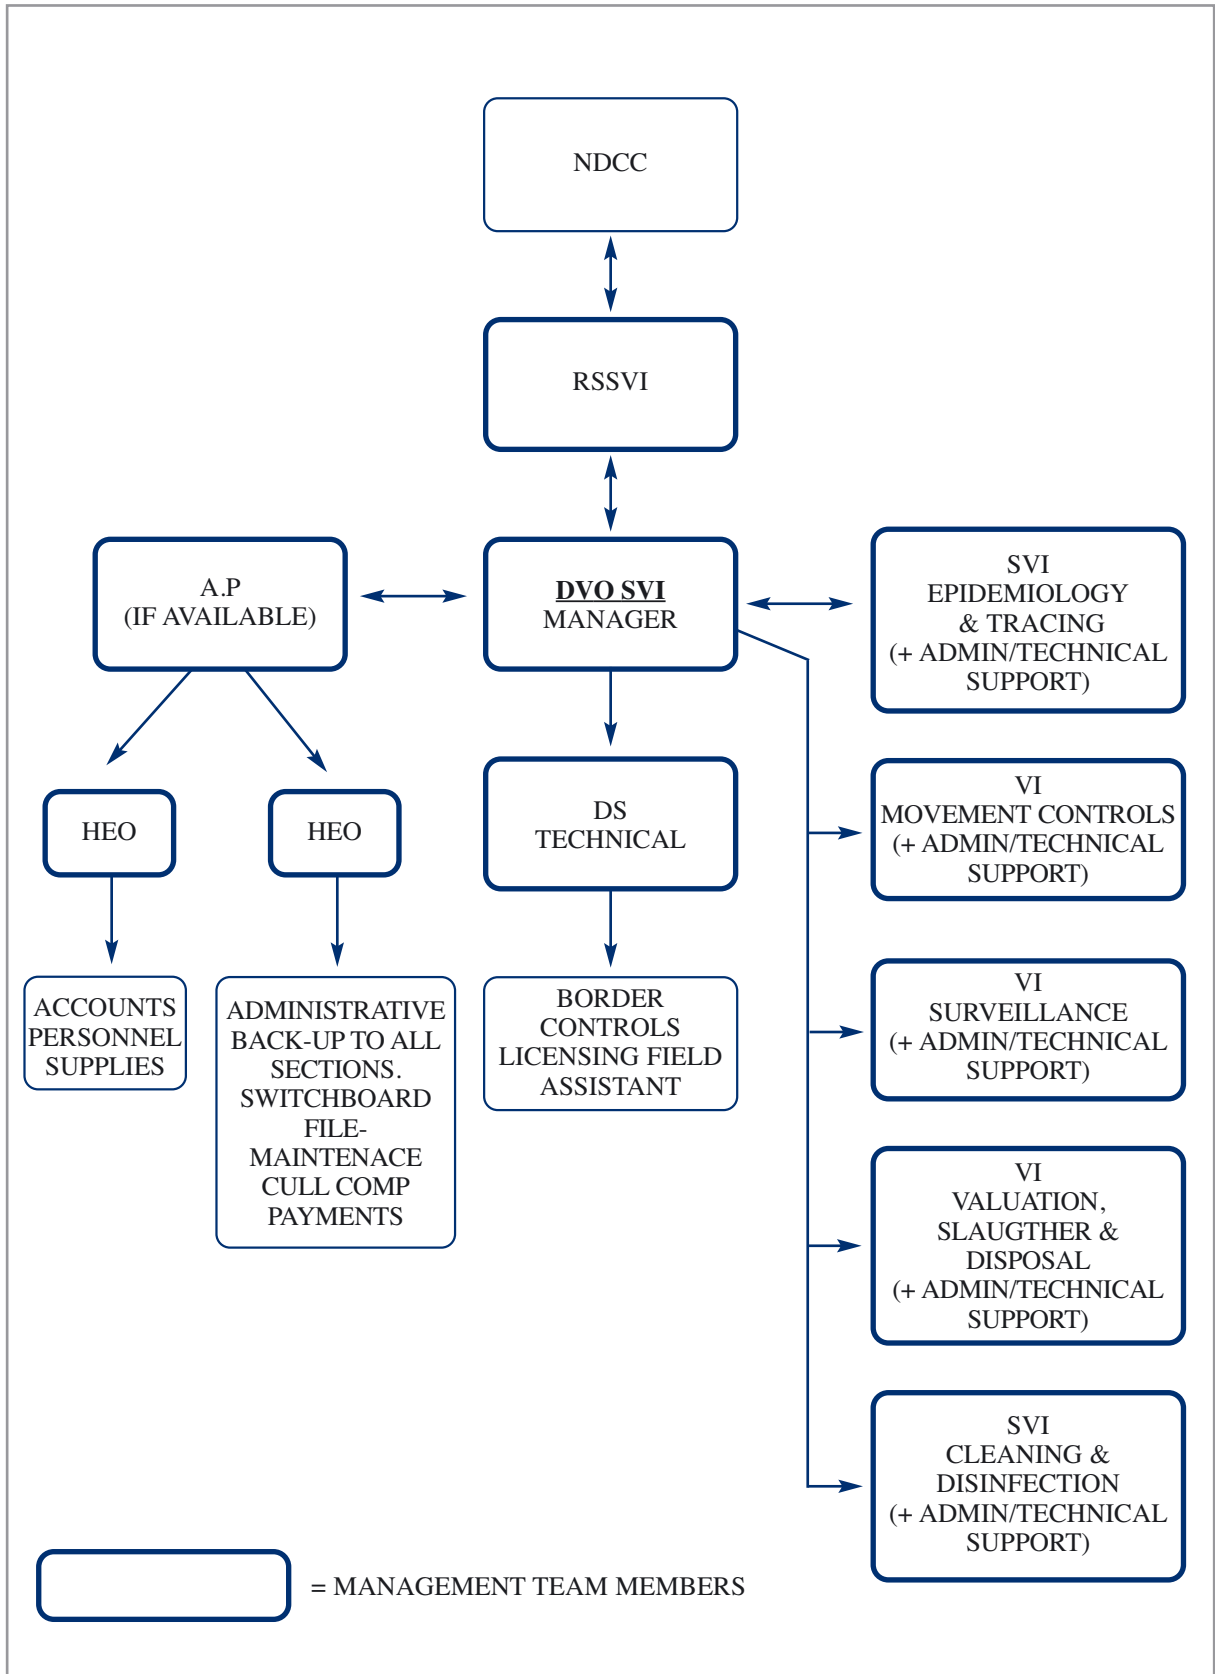 NDCC
RSSVI
A.P
(IF AVAILABLE)
DVO SVI
MANAGER
SVI
EPIDEMIOLOGY
& TRACING
(+ ADMIN/TECHNICAL
SUPPORT)
HEO
HEO
DS
TECHNICAL
VI
MOVEMENT CONTROLS
(+ ADMIN/TECHNICAL
SUPPORT)
ACCOUNTS
PERSONNEL
SUPPLIES
ADMINISTRATIVE
BACK-UP TO ALL
SECTIONS.
SWITCHBOARD
FILE-
MAINTENACE
CULL COMP
PAYMENTS
BORDER
CONTROLS
LICENSING FIELD
ASSISTANT
VI
SURVEILLANCE
(+ ADMIN/TECHNICAL
SUPPORT)
VI
VALUATION,
SLAUGTHER &
DISPOSAL
(+ ADMIN/TECHNICAL
SUPPORT)
SVI
CLEANING &
DISINFECTION
(+ ADMIN/TECHNICAL
SUPPORT)
= MANAGEMENT TEAM MEMBERS